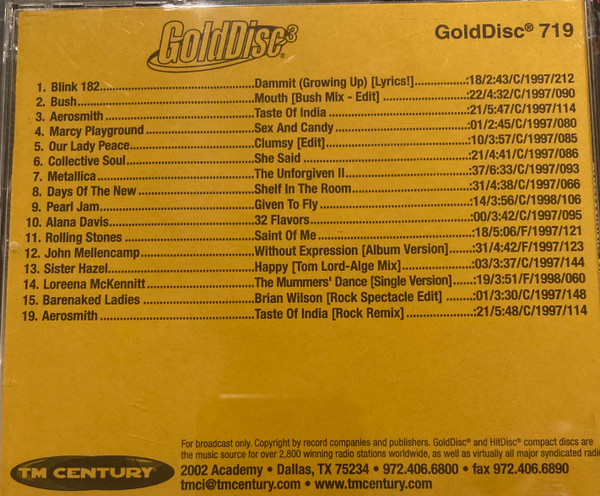 GoldDisc³
GoldDisc® 719
1. Blink 182 Dammit (Growing Up) [Lyrics!] :18/2:43/C/1997/212
2. Bush Mouth [Bush Mix - Edit] :22/4:32/C/1997/090
3. Aerosmith Taste Of India :21/5:47/C/1997/114
4. Marcy Playground Sex And Candy :01/2:45/C/1997/080
5. Our Lady Peace Clumsy [Edit] :10/3:57/C/1997/085
6. Collective Soul She Said :21/4:41/C/1997/086
7. Metallica The Unforgiven II :37/6:33/C/1997/093
8. Days Of The New Shelf In The Room :31/4:38/C/1997/066
9. Pearl Jam Given To Fly :14/3:56/C/1998/106
10. Alana Davis 32 Flavors :00/3:42/C/1997/095
11. Rolling Stones Saint Of Me :18/5:06/F/1997/121
12. John Mellencamp Without Expression [Album Version] :31/4:42/F/1997/123
13. Sister Hazel Happy [Tom Lord-Alge Mix] :03/3:37/C/1997/144
14. Loreena McKennitt The Mummers' Dance [Single Version] :19/3:51/F/1998/060
15. Barenaked Ladies Brian Wilson [Rock Spectacle Edit] :01/3:30/C/1997/148
19. Aerosmith Taste Of India [Rock Remix] :21/5:48/C/1997/114
For broadcast only. Copyright by record companies and publishers. GoldDisc® and HitDisc® compact discs are
the music source for over 2,800 winning radio stations worldwide, as well as virtually all major syndicated
TM CENTURY
2002 Academy • Dallas, TX 75234 • 972.406.6800 • fax 972.406.6890
tmci@tmcentury.com • www.tmcentury.com